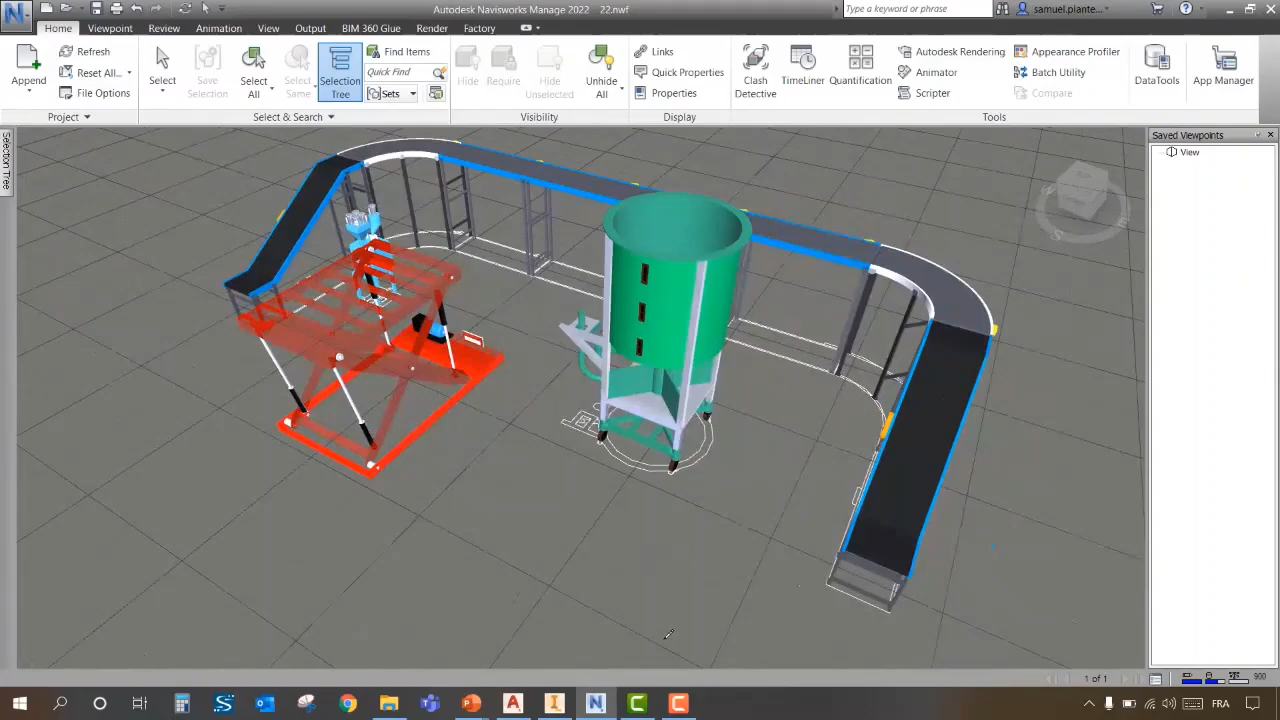 N
Autodesk Navisworks Manage 2022 22.nwf
Type a keyword or phrase
samuel.plante...
Home
Viewpoint
Review
Animation
View
Output
BIM 360 Glue
Render
Factory
Append
Refresh
Reset All...
File Options
Project
Select
Save Selection
Select All
Select Same
Selection Tree
Find Items
Quick Find
Sets
Select & Search
Hide
Require
Hide Unselected
Unhide All
Visibility
Links
Quick Properties
Properties
Display
Clash Detective
TimeLiner
Quantification
Autodesk Rendering
Animator
Scripter
Appearance Profiler
Batch Utility
Compare
DataTools
App Manager
Tools
Selection Tree
S
Saved Viewpoints
View
1 of 1
900
FRA